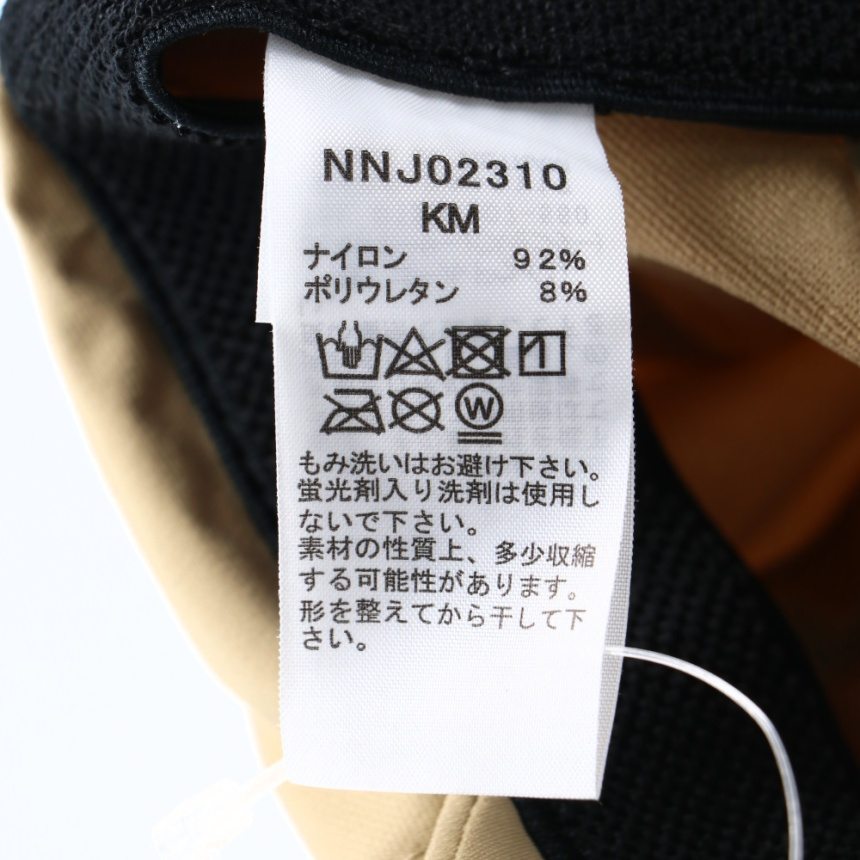 NNJ02310
KM
ナイロン 92%
ポリウレタン 8%
W
もみ洗いはお避け下さい。
蛍光剤入り洗剤は使用し
ないで下さい。
素材の性質上、多少収縮
する可能性があります。
形を整えてから干して下
さい。